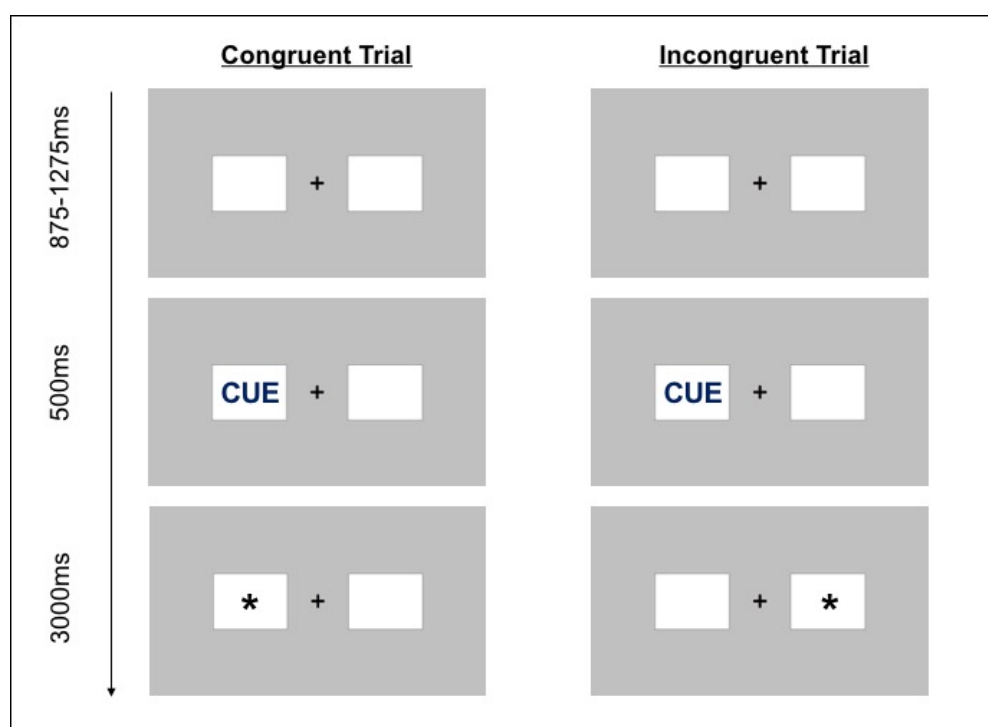 Congruent Trial
Incongruent Trial
875-1275ms
+
+
500ms
CUE +
CUE +
3000ms
* +
+ *